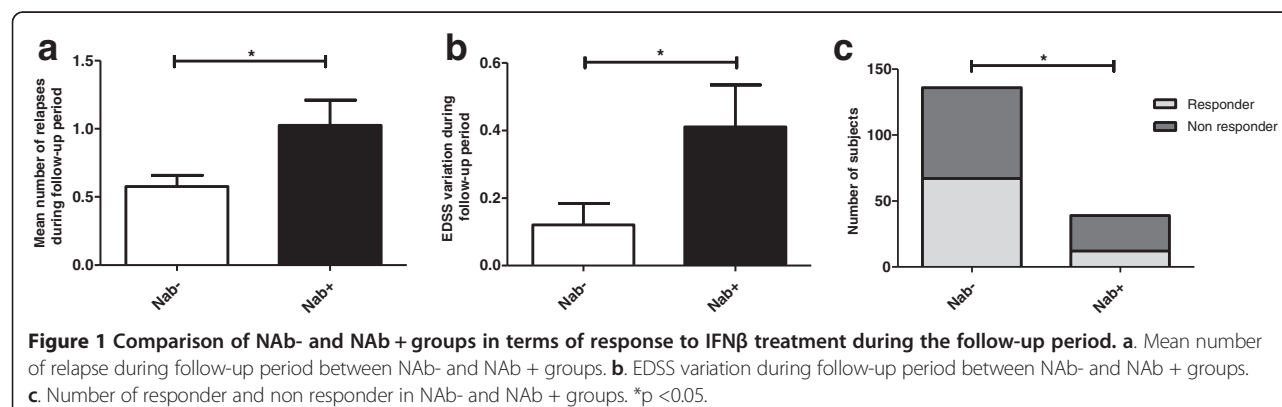 a
*
Mean number of relapses
during follow-up period
1.5
1.0
0.5
0.0
Nab-
Nab+
b
*
EDSS variation during
follow-up period
0.6
0.4
0.2
0.0
Nab-
Nab+
c
*
Number of subjects
150
100
50
0
Nab-
Nab+
Responder
Non responder
Figure 1 Comparison of NAb- and NAb + groups in terms of response to IFNβ treatment during the follow-up period. a. Mean number
of relapse during follow-up period between NAb- and NAb + groups. b. EDSS variation during follow-up period between NAb- and NAb + groups.
c. Number of responder and non responder in NAb- and NAb + groups. *p <0.05.